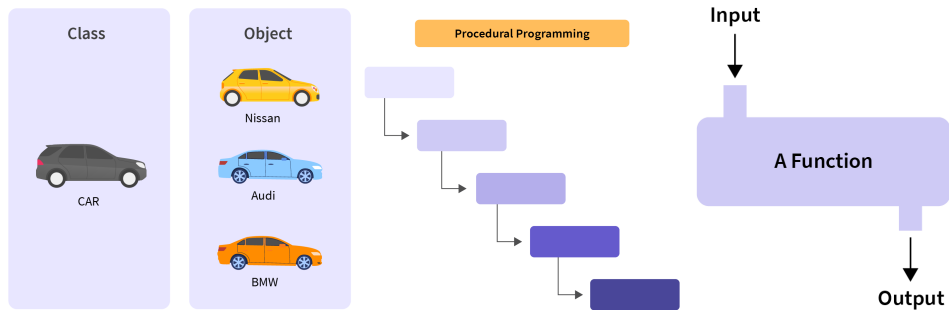 Class
CAR
Object
Nissan
Audi
BMW
Procedural Programming
Input
A Function
Output